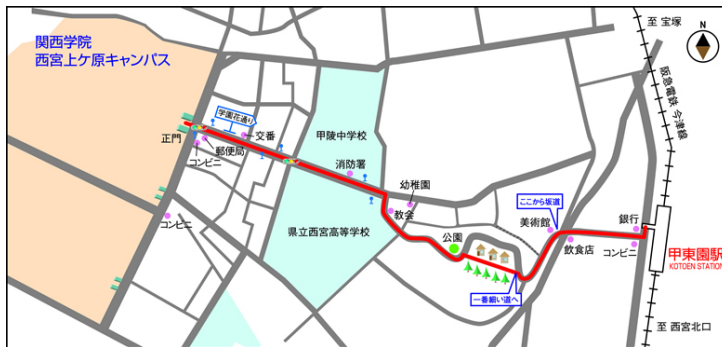 関西学院
西宮上ケ原キャンパス
至 宝塚
N
阪急電鉄 今津線
学園花通り
正門
交番
郵便局
コンビニ
甲陵中学校
消防署
幼稚園
教会
県立西宮高等学校
コンビニ
公園
美術館
ここから坂道
飲食店
銀行
コンビニ
甲東園駅
KOTOEN STATION
一番細い道へ
至 西宮北口